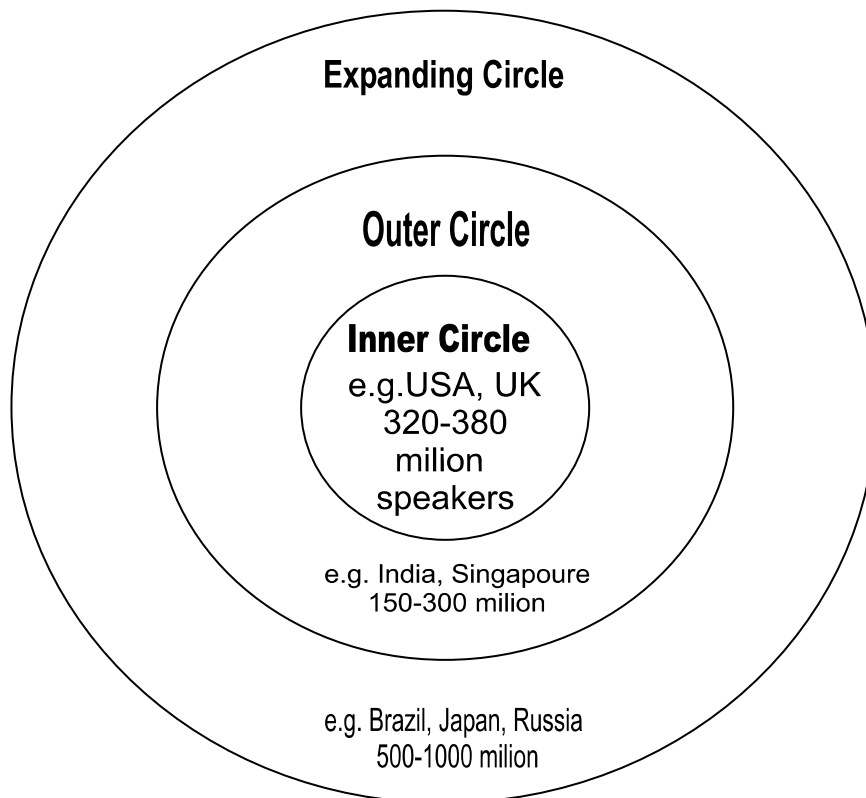 Expanding Circle
Outer Circle
Inner Circle
e.g.USA, UK
320-380
milion
speakers
e.g. India, Singapoure
150-300 milion
e.g. Brazil, Japan, Russia
500-1000 milion